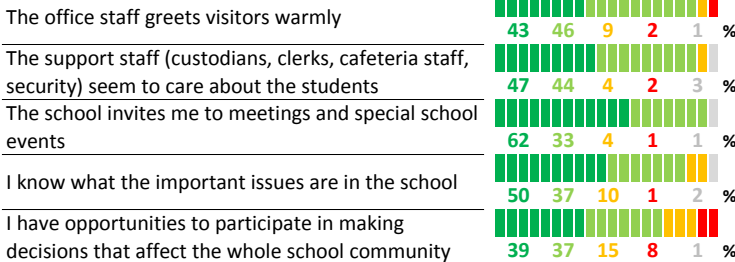 The office staff greets visitors warmly
43 46 9 2 1 %
The support staff (custodians, clerks, cafeteria staff,
security) seem to care about the students
47 44 4 2 3 %
The school invites me to meetings and special school
events
62 33 4 1 1 %
I know what the important issues are in the school
50 37 10 1 2 %
I have opportunities to participate in making
decisions that affect the whole school community
39 37 15 8 1 %